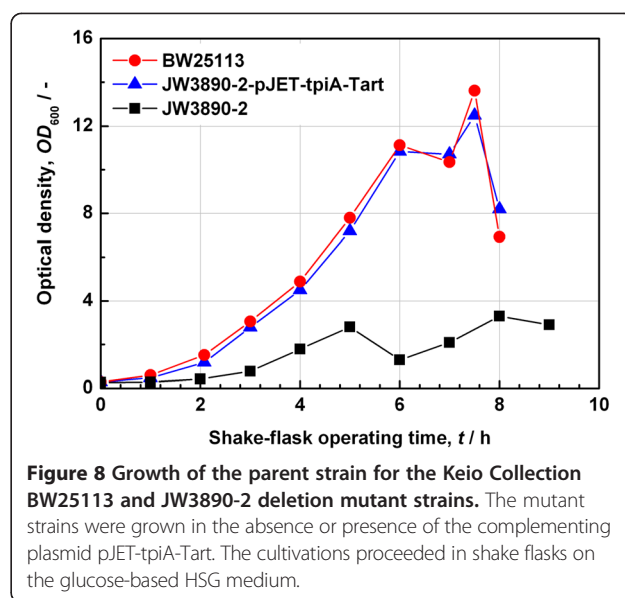 16
12
8
4
0
Optical density, OD600 / -
BW25113
JW3890-2-pJET-tpiA-Tart
JW3890-2
0 2 4 6 8 10
Shake-flask operating time, t / h
Figure 8 Growth of the parent strain for the Keio Collection
BW25113 and JW3890-2 deletion mutant strains. The mutant
strains were grown in the absence or presence of the complementing
plasmid pJET-tpiA-Tart. The cultivations proceeded in shake flasks on
the glucose-based HSG medium.